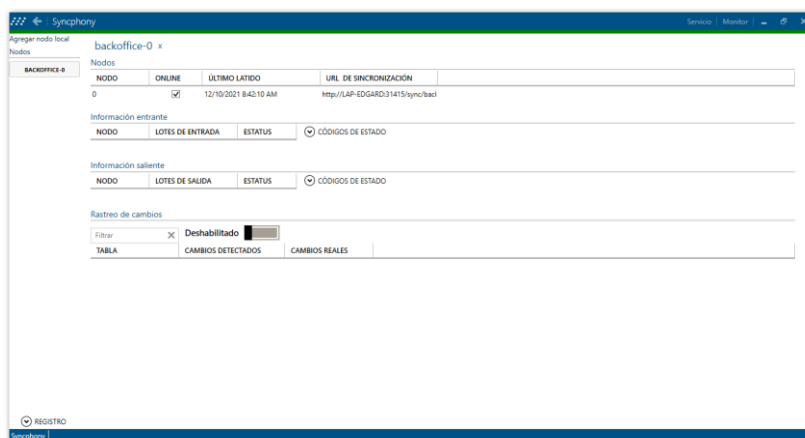 Syncphony Servicio Monitor
Agregar nodo local
Nodos
BACKOFFICE-0
backoffice-0 x
Nodos
NODO ONLINE ÚLTIMO LATIDO URL DE SINCRONIZACIÓN
0 12/10/2021 8:42:10 AM http://LAP-EDGARD:31415/sync/bacl
Información entrante
NODO LOTES DE ENTRADA ESTATUS CÓDIGOS DE ESTADO
Información saliente
NODO LOTES DE SALIDA ESTATUS CÓDIGOS DE ESTADO
Rastreo de cambios
Filtrar Deshabilitado
TABLA CAMBIOS DETECTADOS CAMBIOS REALES
REGISTRO
Syncphony